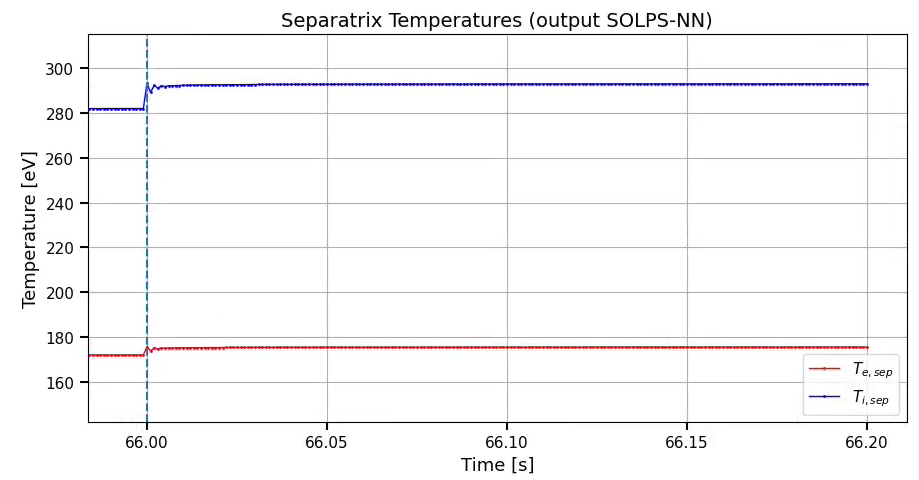 Separatrix Temperatures (output SOLPS-NN)
Temperature [eV]
300
280
260
240
220
200
180
160
T_{e,sep}
T_{i,sep}
66.00 66.05 66.10 66.15 66.20
Time [s]